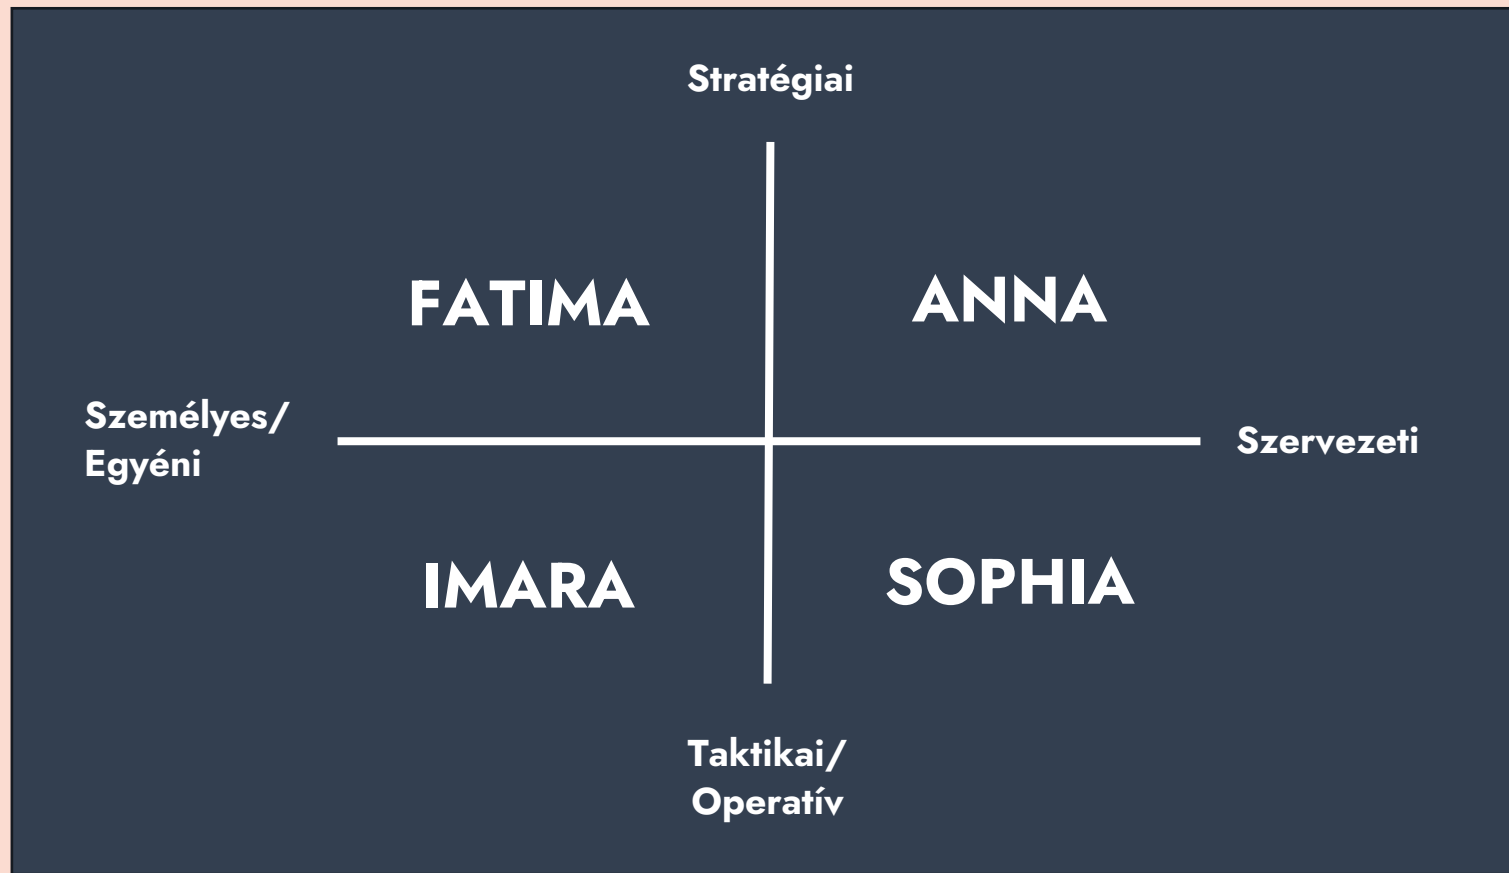 Stratégiai
FATIMA
ANNA
Személyes/
Egyéni
Szervezeti
IMARA
SOPHIA
Taktikai/
Operatív